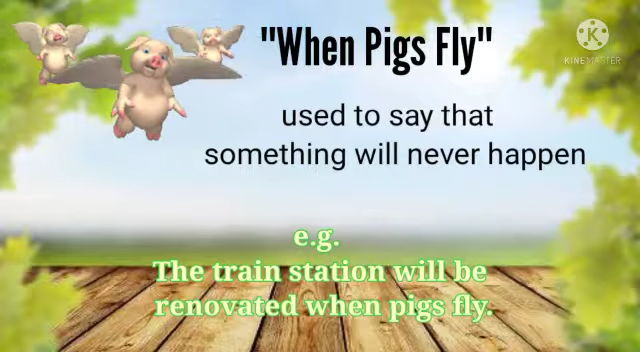 "When Pigs Fly"
K
KINEMASTER
used to say that
something will never happen
e.g.
The train station will be
renovated when pigs fly.